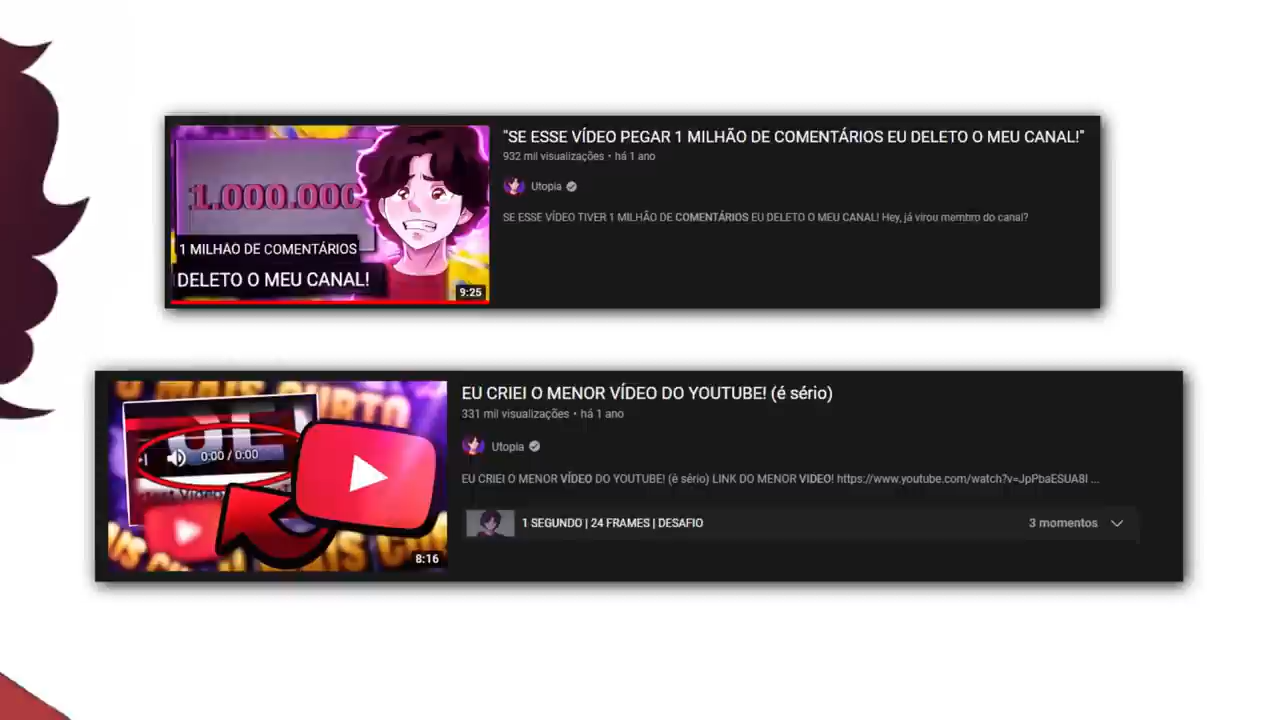 "SE ESSE VÍDEO PEGAR 1 MILHÃO DE COMENTÁRIOS EU DELETO O MEU CANAL!"
932 mil visualizações • há 1 ano
Utopia
SE ESSE VÍDEO TIVER 1 MILHÃO DE COMENTÁRIOS EU DELETO O MEU CANAL! Hey, já virou membro do canal?
1.000.000
1 MILHÃO DE COMENTÁRIOS
DELETO O MEU CANAL!
9:25
EU CRIEI O MENOR VÍDEO DO YOUTUBE! (é sério)
331 mil visualizações • há 1 ano
Utopia
EU CRIEI O MENOR VÍDEO DO YOUTUBE! (è sério) LINK DO MENOR VIDEO! https://www.youtube.com/watch?v=JpPbaESUA8I ...
1 SEGUNDO | 24 FRAMES | DESAFIO
3 momentos
O MAIS CURTO
0:00 / 0:00
8:16